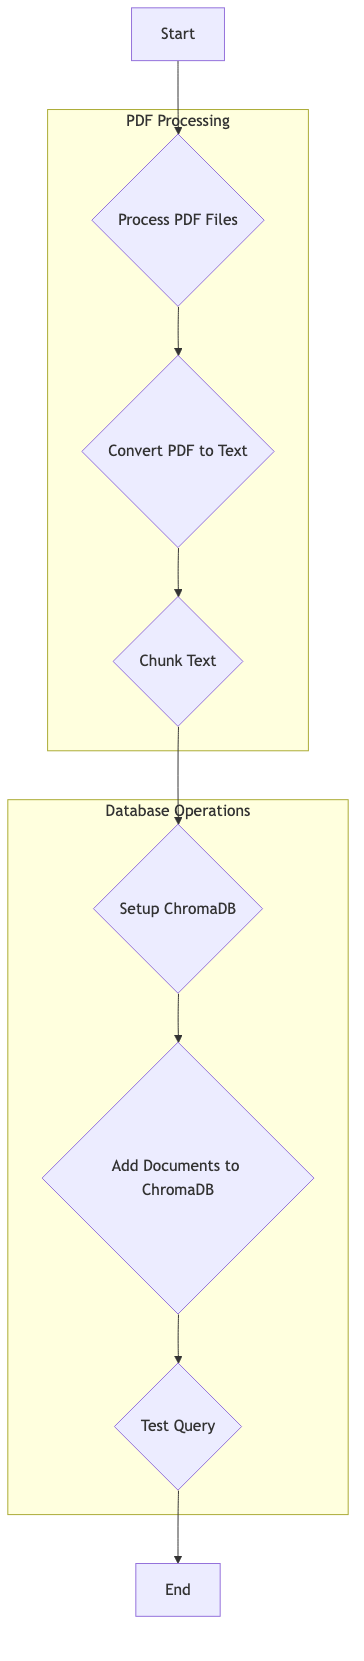 Start
PDF Processing
Process PDF Files
Convert PDF to Text
Chunk Text
Database Operations
Setup ChromaDB
Add Documents to
ChromaDB
Test Query
End